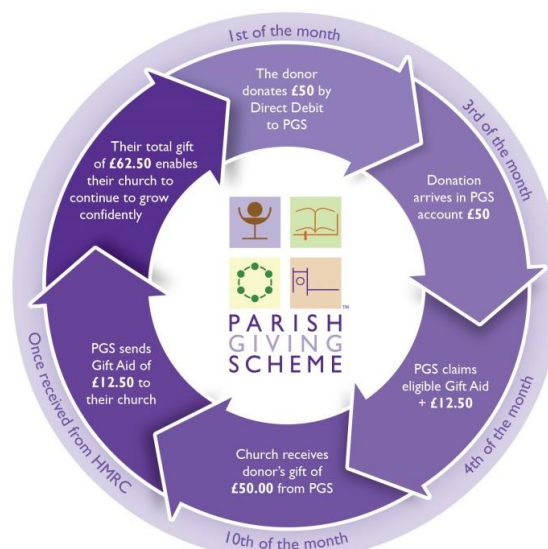 1st of the month
The donor
donates £50 by
Direct Debit
to PGS
3rd of the month
Donation
arrives in PGS
account £50
4th of the month
PGS claims
eligible Gift Aid
+ £12.50
10th of the month
Church receives
donor's gift of
£50.00 from PGS
Once received from HMRC
PGS sends
Gift Aid of
£12.50 to
their church
Their total gift
of £62.50 enables
their church to
continue to grow
confidently
TM
PARISH
GIVING
SCHEME